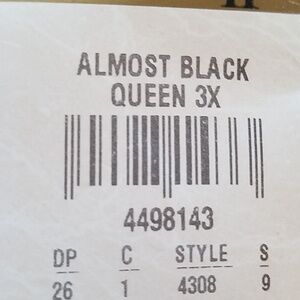 ALMOST BLACK
QUEEN 3X
4498143
DP C STYLE S
26 1 4308 9